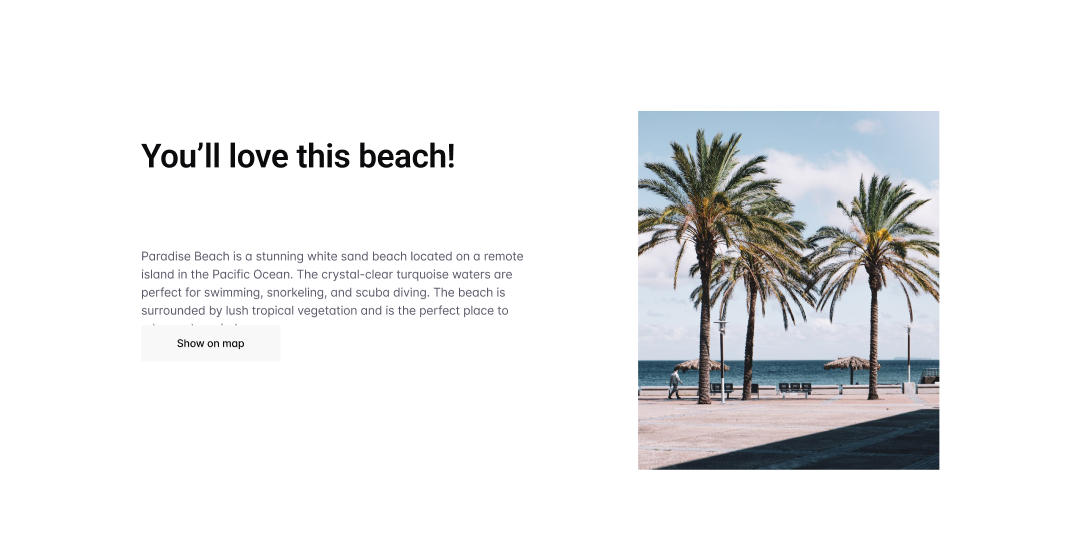 You’ll love this beach!
Paradise Beach is a stunning white sand beach located on a remote
island in the Pacific Ocean. The crystal-clear turquoise waters are
perfect for swimming, snorkeling, and scuba diving. The beach is
surrounded by lush tropical vegetation and is the perfect place to
Show on map